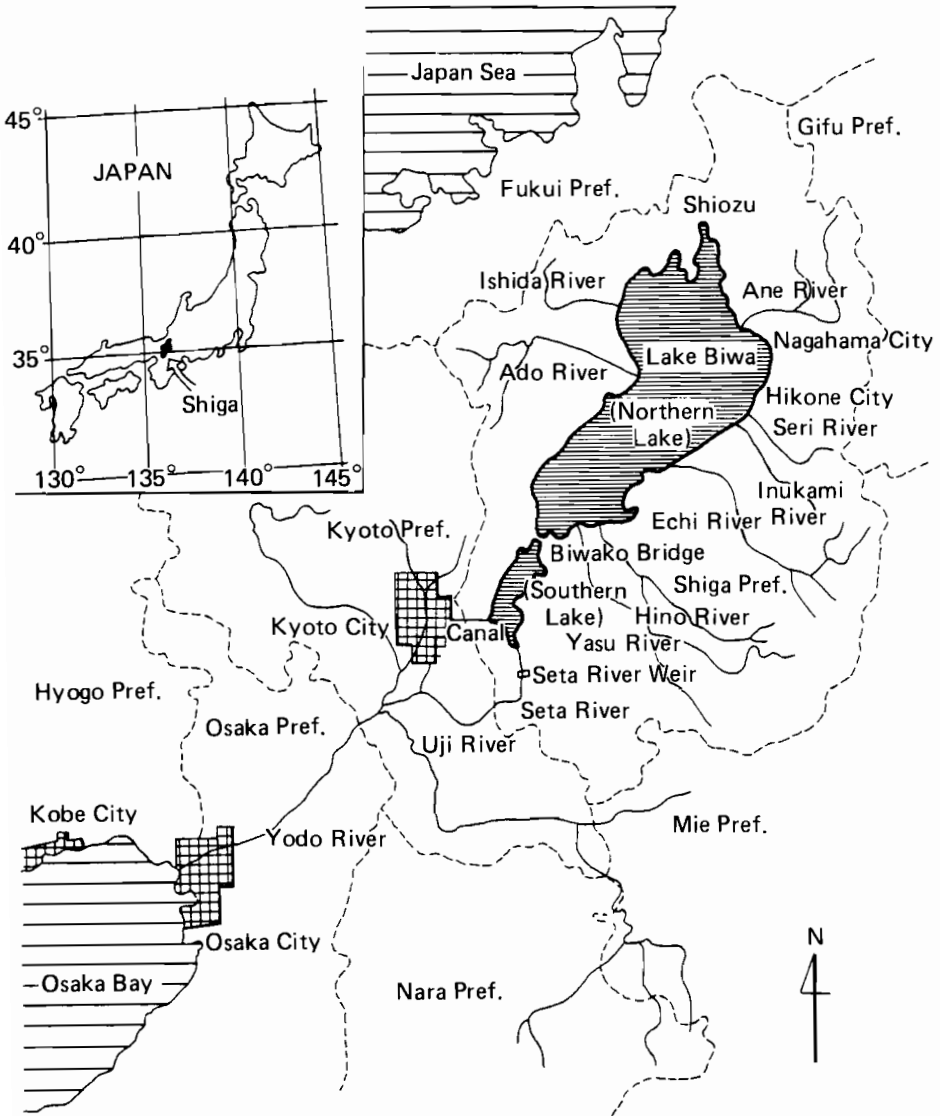 Japan Sea
45°
JAPAN
40°
35°
Shiga
130°
135°
140°
145°
Gifu Pref.
Fukui Pref.
Shiozu
Ishida River
Ane River
Nagahama City
Lake Biwa
Ado River
(Northern
Lake)
Hikone City
Seri River
Inukami
River
Echi River
Kyoto Pref.
Biwako Bridge
Shiga Pref.
(Southern
Lake)
Hino River
Kyoto City
Canal
Yasu River
Seta River Weir
Hyogo Pref.
Seta River
Osaka Pref.
Uji River
Kobe City
Mie Pref.
Yodo River
Osaka City
N
Osaka Bay
Nara Pref.